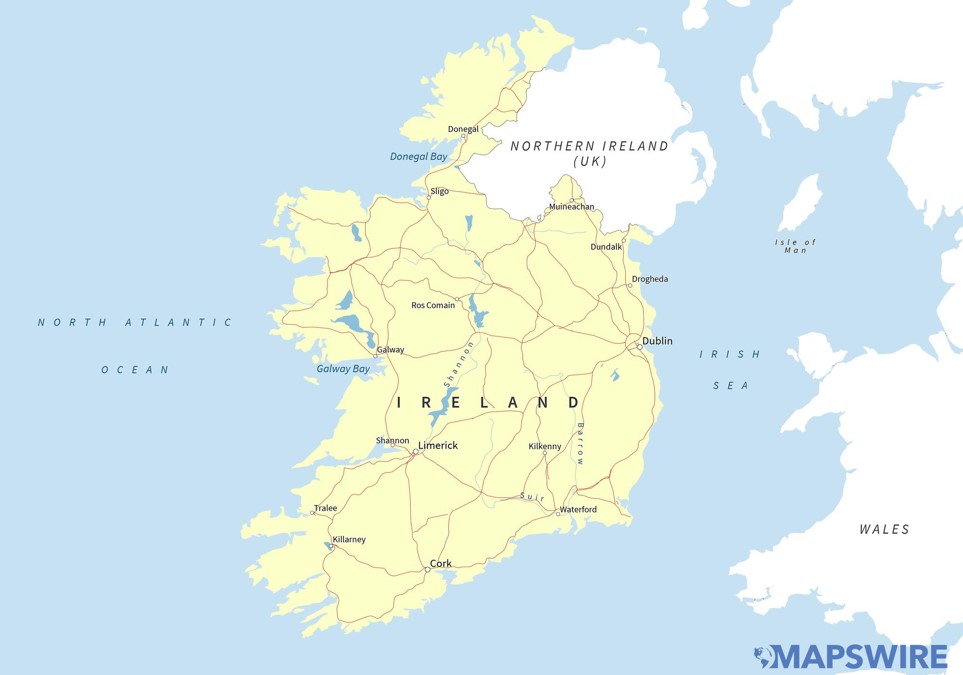 Donegal
NORTHERN IRELAND
(UK)
Donegal Bay
Sligo
Muineachan
Isle of
Man
Dundalk
Drogheda
Ros Comain
NORTH ATLANTIC
OCEAN
Dublin
Galway
IRISH
SEA
Galway Bay
Shannon
IRELAND
Barrow
Shannon
Limerick
Kilkenny
Suir
Tralee
Waterford
WALES
Killarney
Cork
MAPSWIRE